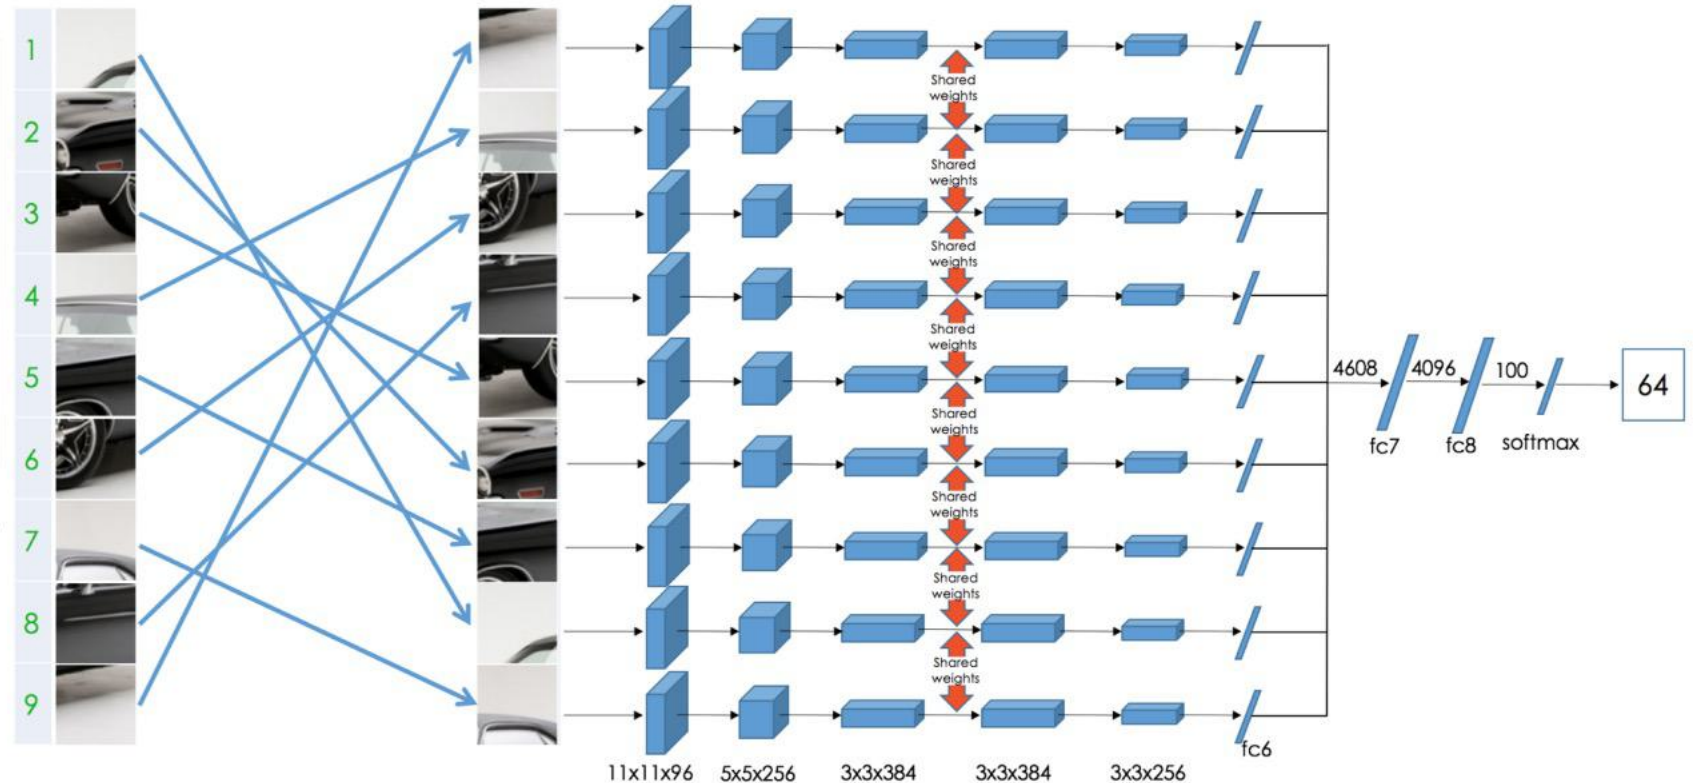 1
2
3
4
5
6
7
8
9
Shared
weights
Shared
weights
Shared
weights
Shared
weights
Shared
weights
Shared
weights
Shared
weights
Shared
weights
11x11x96 5x5x256 3x3x384 3x3x384 3x3x256
fc6
4608 4096 100
fc7 fc8 softmax
64